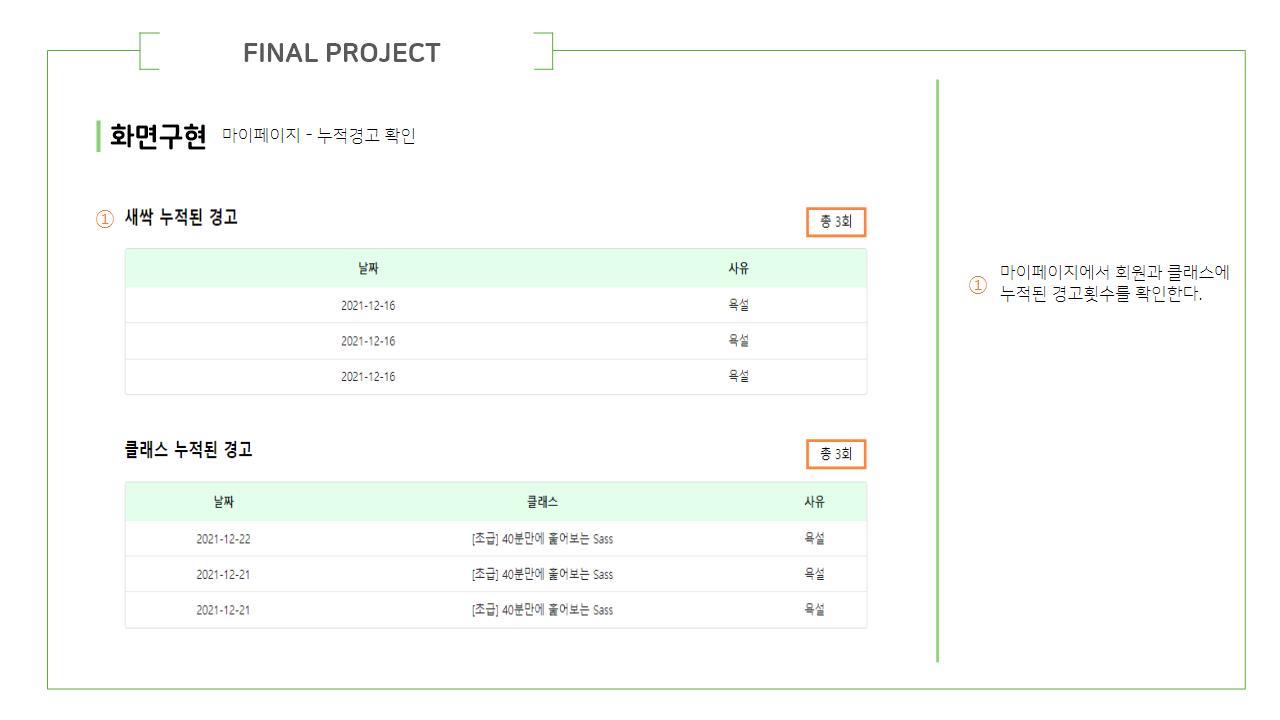 FINAL PROJECT
화면구현 마이페이지 - 누적경고 확인
① 새싹 누적된 경고 총 3회
날짜 사유
2021-12-16 욕설
2021-12-16 욕설
2021-12-16 욕설
클래스 누적된 경고 총 3회
날짜 클래스 사유
2021-12-22 [초급] 40분만에 훑어보는 Sass 욕설
2021-12-21 [초급] 40분만에 훑어보는 Sass 욕설
2021-12-21 [초급] 40분만에 훑어보는 Sass 욕설
① 마이페이지에서 회원과 클래스에
누적된 경고횟수를 확인한다.